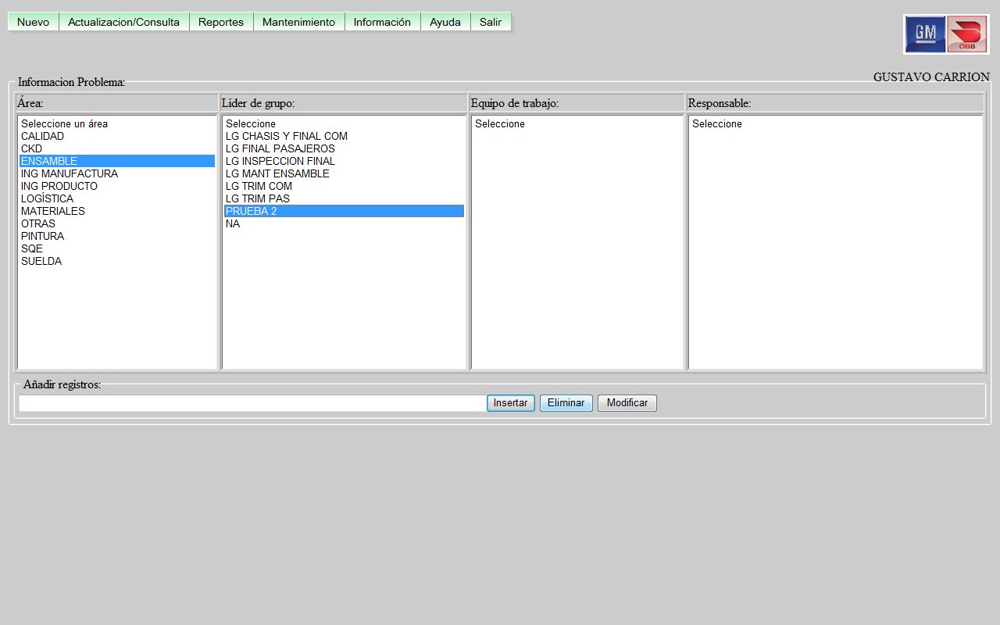 Nuevo Actualizacion/Consulta Reportes Mantenimiento Información Ayuda Salir
GM
OBB
GUSTAVO CARRION
Informacion Problema:
Área: Líder de grupo: Equipo de trabajo: Responsable:
Seleccione un área
CALIDAD
CKD
ENSAMBLE
ING MANUFACTURA
ING PRODUCTO
LOGÍSTICA
MATERIALES
OTRAS
PINTURA
SQE
SUELDA
Seleccione
LG CHASIS Y FINAL COM
LG FINAL PASAJEROS
LG INSPECCION FINAL
LG MANT ENSAMBLE
LG TRIM COM
LG TRIM PAS
PRUEBA 2
NA
Seleccione
Seleccione
Añadir registros:
Insertar Eliminar Modificar